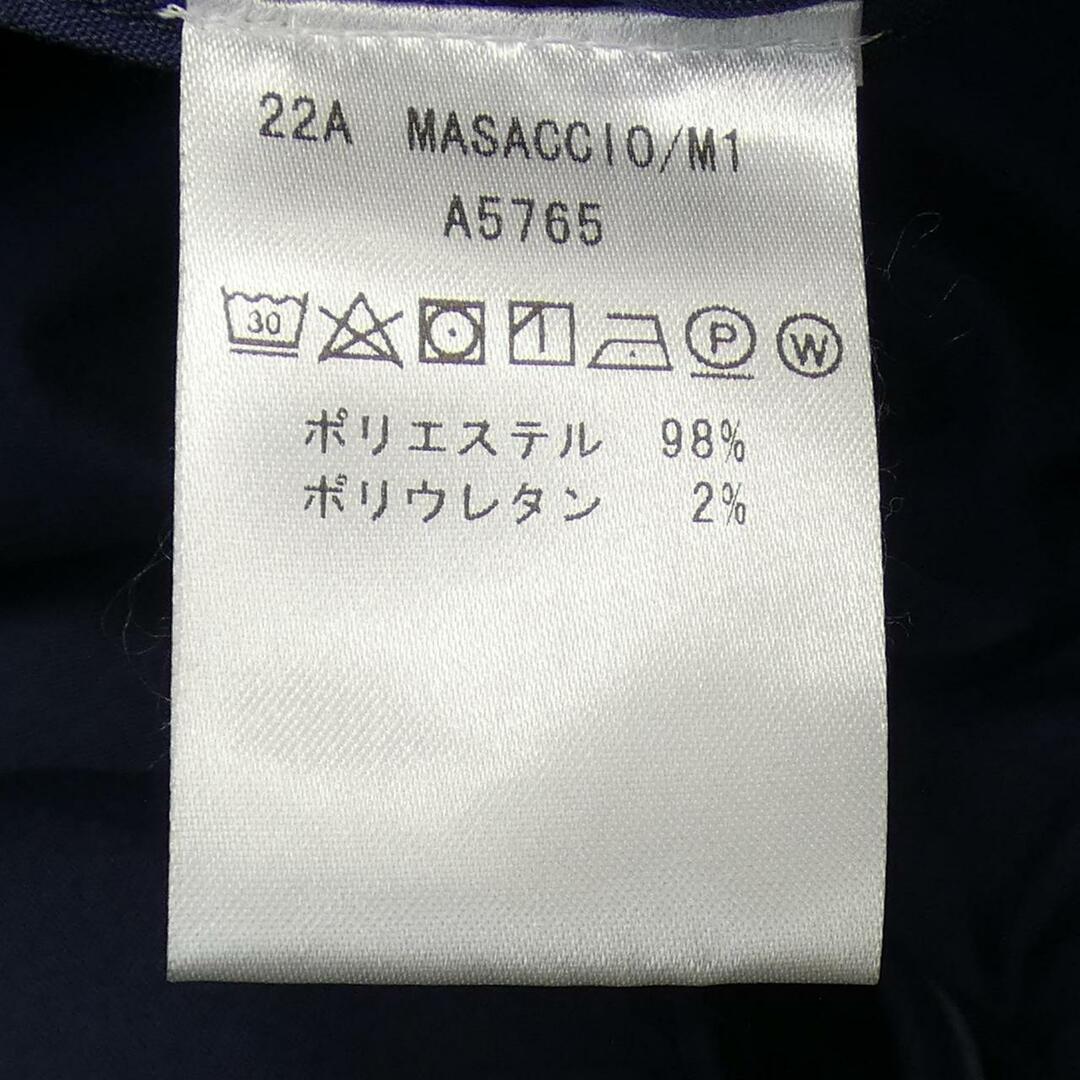 22A MASACCIO/M1
A5765
30 P W
ポリエステル 98%
ポリウレタン 2%